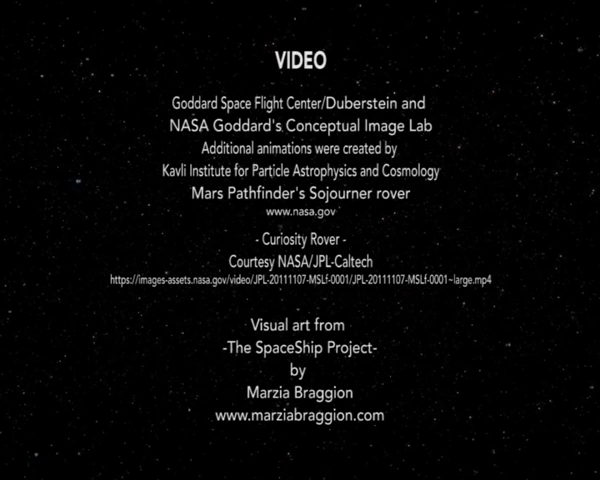 VIDEO
Goddard Space Flight Center/Duberstein and
NASA Goddard's Conceptual Image Lab
Additional animations were created by
Kavli Institute for Particle Astrophysics and Cosmology
Mars Pathfinder's Sojourner rover
www.nasa.gov
- Curiosity Rover -
Courtesy NASA/JPL-Caltech
https://images-assets.nasa.gov/video/JPL-20111107-MSLf-0001/JPL-20111107-MSLf-0001~large.mp4
Visual art from
-The SpaceShip Project-
by
Marzia Braggion
www.marziabraggion.com